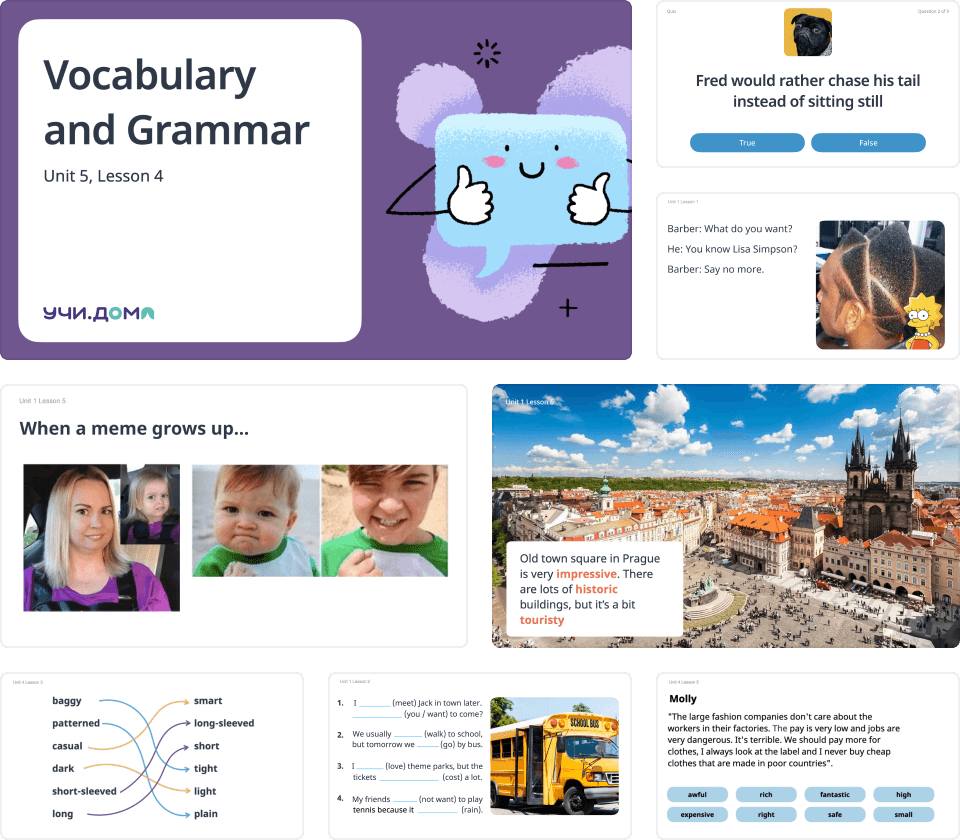 Vocabulary
and Grammar
Unit 5, Lesson 4
УЧИ.ДОМА
Quiz
Question 2 of 9
Fred would rather chase his tail
instead of sitting still
True
False
Unit 1 Lesson 1
Barber: What do you want?
He: You know Lisa Simpson?
Barber: Say no more.
Unit 1 Lesson 5
When a meme grows up...
Unit 1 Lesson
Old town square in Prague
is very impressive. There
are lots of historic
buildings, but it's a bit
touristy
Unit 4 Lesson 3
baggy
patterned
casual
dark
short-sleeved
long
smart
long-sleeved
short
tight
light
plain
Unit 1 Lesson 2
1. I ______ (meet) Jack in town later.
______ (you / want) to come?
2. We usually ______ (walk) to school,
but tomorrow we ______ (go) by bus.
3. I ______ (love) theme parks, but the
tickets ______ (cost) a lot.
4. My friends ______ (not want) to play
tennis because it ______ (rain).
SCHOOL BUS
Unit 4 Lesson 5
Molly
"The large fashion companies don't care about the
workers in their factories. The pay is very low and jobs are
very dangerous. It's terrible. We should pay more for
clothes, I always look at the label and I never buy cheap
clothes that are made in poor countries".
awful
rich
fantastic
high
expensive
right
safe
small